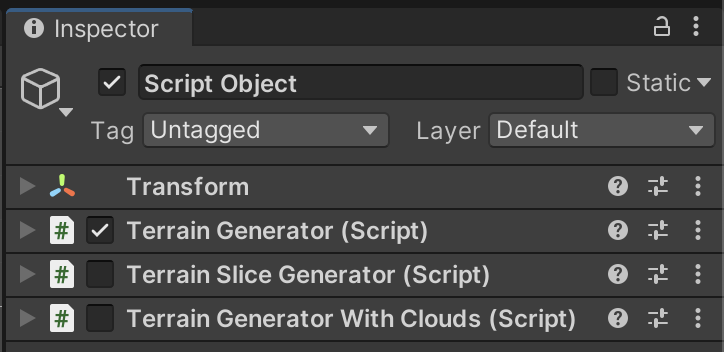 Inspector
Script Object Static
Tag Untagged Layer Default
Transform
# Terrain Generator (Script)
# Terrain Slice Generator (Script)
# Terrain Generator With Clouds (Script)